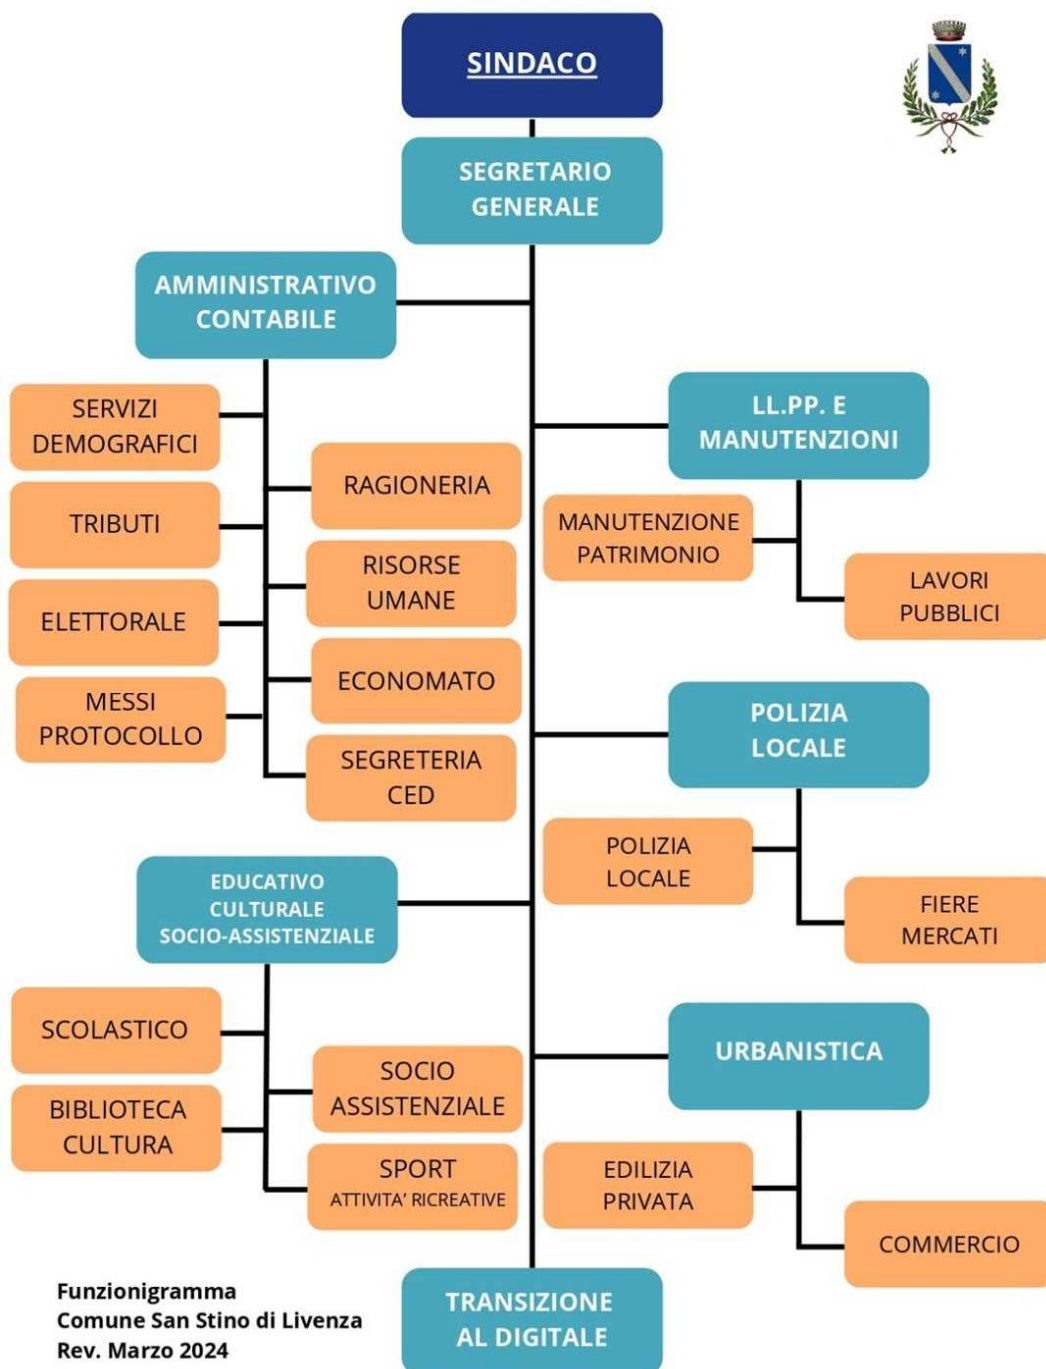 SINDACO
SEGRETARIO
GENERALE
AMMINISTRATIVO
CONTABILE
SERVIZI
DEMOGRAFICI
TRIBUTI
ELETTORALE
MESSI
PROTOCOLLO
RAGIONERIA
RISORSE
UMANE
ECONOMATO
SEGRETERIA
CED
LL.PP. E
MANUTENZIONI
MANUTENZIONE
PATRIMONIO
LAVORI
PUBBLICI
POLIZIA
LOCALE
POLIZIA
LOCALE
FIERE
MERCATI
EDUCATIVO
CULTURALE
SOCIO-ASSISTENZIALE
SCOLASTICO
BIBLIOTECA
CULTURA
SOCIO
ASSISTENZIALE
SPORT
ATTIVITA' RICREATIVE
URBANISTICA
EDILIZIA
PRIVATA
COMMERCIO
TRANSIZIONE
AL DIGITALE
Funzionigramma
Comune San Stino di Livenza
Rev. Marzo 2024